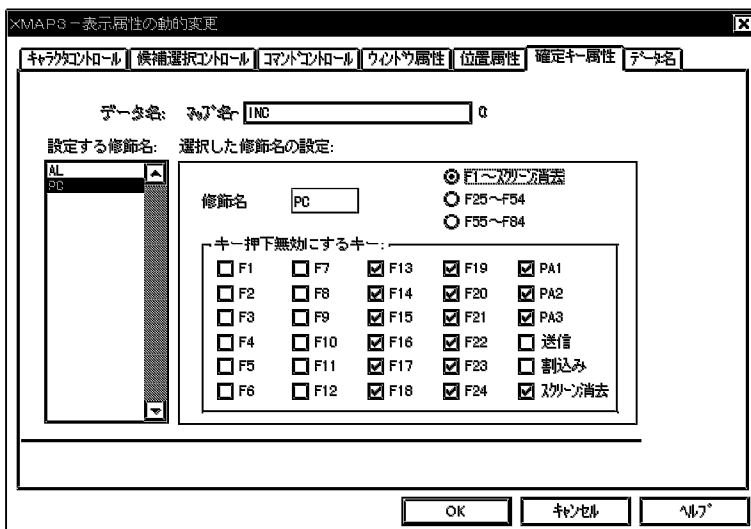 XMAP3－表示属性の動的変更
ｷｬﾗｸﾀｺﾝﾄﾛｰﾙ 候補選択ｺﾝﾄﾛｰﾙ ｺﾏﾝﾄﾞｺﾝﾄﾛｰﾙ ｳｨﾝﾄﾞｳ属性 位置属性 確定キー属性 ﾃﾞｰﾀ名
データ名: ﾏｯﾌﾟ名- INC
設定する修飾名: 選択した修飾名の設定:
AL
PC
修飾名 PC
F1～ｽｸﾘｰﾝ消去
F25～F54
F55～F84
キー押下無効にするキー:
F1 F7 F13 F19 PA1
F2 F8 F14 F20 PA2
F3 F9 F15 F21 PA3
F4 F10 F16 F22 送信
F5 F11 F17 F23 割込み
F6 F12 F18 F24 ｽｸﾘｰﾝ消去
OK ｷｬﾝｾﾙ ﾍﾙﾌﾟ